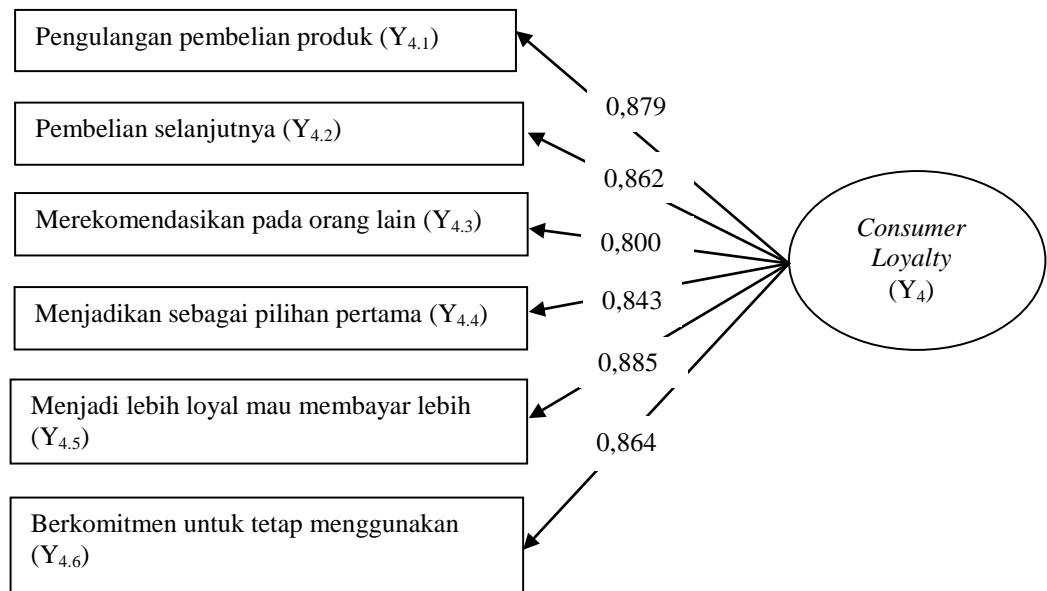 Pengulangan pembelian produk (Y4.1)
0,879
Pembelian selanjutnya (Y4.2)
0,862
Merekomendasikan pada orang lain (Y4.3)
0,800
Menjadikan sebagai pilihan pertama (Y4.4)
0,843
Menjadi lebih loyal mau membayar lebih
(Y4.5)
0,885
Berkomitmen untuk tetap menggunakan
(Y4.6)
0,864
Consumer
Loyalty
(Y4)